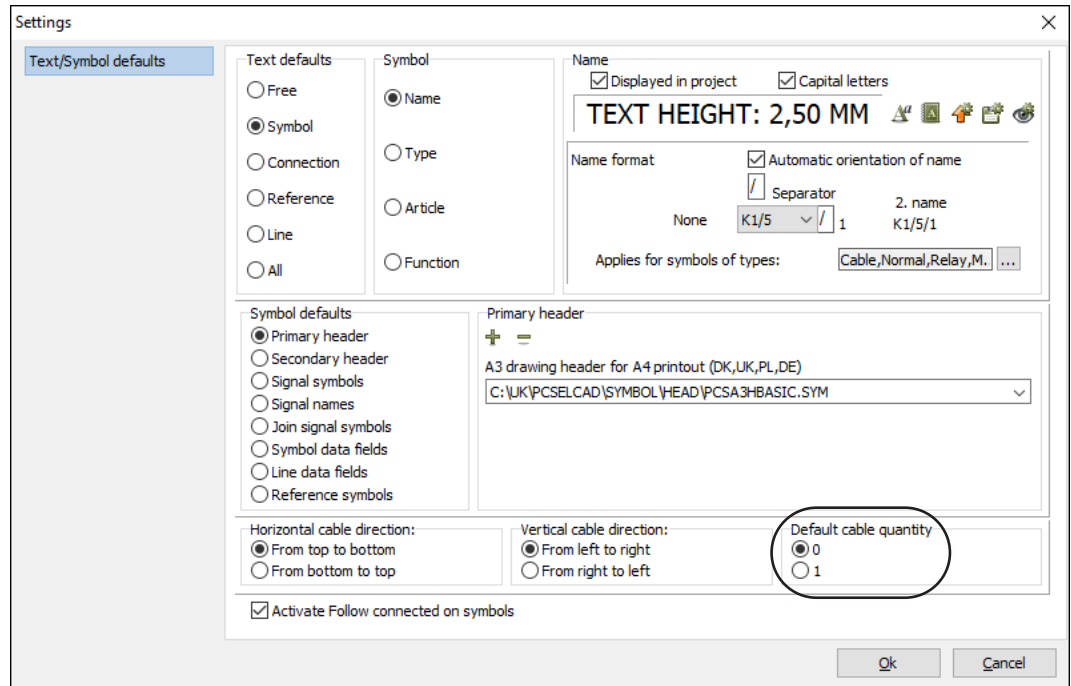 Settings
Text/Symbol defaults
Text defaults
Free
Symbol
Connection
Reference
Line
All
Symbol
Name
Type
Article
Function
Name
Displayed in project
Capital letters
TEXT HEIGHT: 2,50 MM
Name format
Automatic orientation of name
/ Separator
2. name
None K1/5 / 1 K1/5/1
Applies for symbols of types: Cable,Normal,Relay,M. ...
Symbol defaults
Primary header
Secondary header
Signal symbols
Signal names
Join signal symbols
Symbol data fields
Line data fields
Reference symbols
Primary header
A3 drawing header for A4 printout (DK,UK,PL,DE)
C:\UK\PCSELCAD\SYMBOL\HEAD\PCSA3HBASIC.SYM
Horizontal cable direction:
From top to bottom
From bottom to top
Vertical cable direction:
From left to right
From right to left
Default cable quantity
0
1
Activate Follow connected on symbols
Ok Cancel